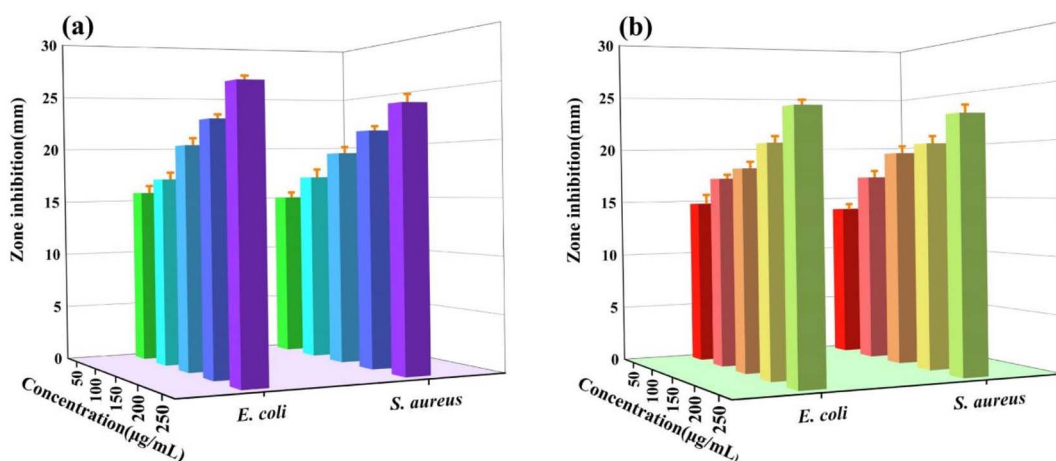 (a)
Zone inhibition(mm)
30
25
20
15
10
5
0
50
100
150
200
250
Concentration(µg/mL)
E. coli
S. aureus
(b)
Zone inhibition(mm)
30
25
20
15
10
5
0
50
100
150
200
250
Concentration(µg/mL)
E. coli
S. aureus